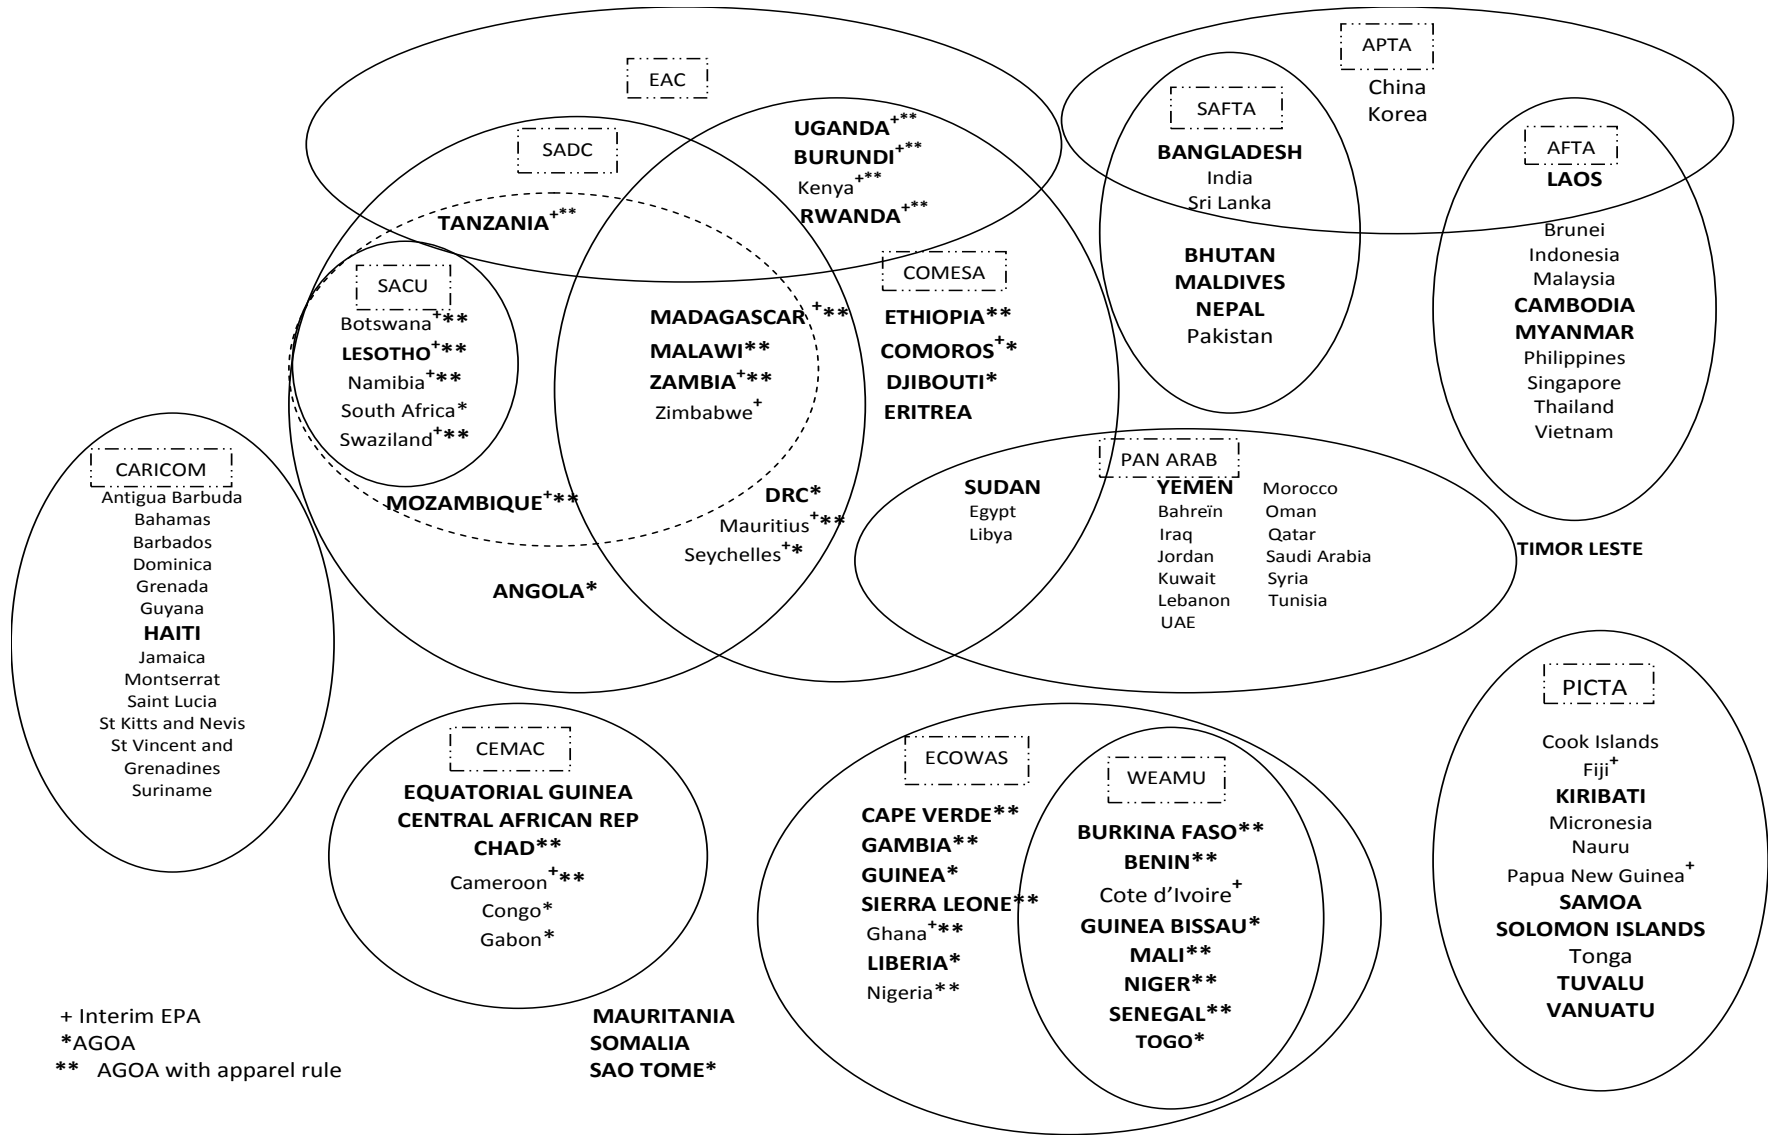 EAC
UGANDA+**
BURUNDI+**
Kenya+**
RWANDA+**
SADC
TANZANIA+**
SACU
Botswana+**
LESOTHO+**
Namibia+**
South Africa*
Swaziland+**
MOZAMBIQUE+**
ANGOLA*
MADAGASCAR+**
MALAWI**
ZAMBIA+**
Zimbabwe+
DRC*
Mauritius+**
Seychelles+*
COMESA
ETHIOPIA**
COMOROS+*
DJIBOUTI*
ERITREA
SUDAN
Egypt
Libya
PAN ARAB
YEMEN
Bahreïn
Iraq
Jordan
Kuwait
Lebanon
UAE
Morocco
Oman
Qatar
Saudi Arabia
Syria
Tunisia
APTA
China
Korea
SAFTA
BANGLADESH
India
Sri Lanka
BHUTAN
MALDIVES
NEPAL
Pakistan
AFTA
LAOS
Brunei
Indonesia
Malaysia
CAMBODIA
MYANMAR
Philippines
Singapore
Thailand
Vietnam
TIMOR LESTE
CARICOM
Antigua Barbuda
Bahamas
Barbados
Dominica
Grenada
Guyana
HAITI
Jamaica
Montserrat
Saint Lucia
St Kitts and Nevis
St Vincent and
Grenadines
Suriname
CEMAC
EQUATORIAL GUINEA
CENTRAL AFRICAN REP
CHAD**
Cameroon+**
Congo*
Gabon*
ECOWAS
CAPE VERDE**
GAMBIA**
GUINEA*
SIERRA LEONE**
Ghana+**
LIBERIA*
Nigeria**
WEAMU
BURKINA FASO**
BENIN**
Cote d’Ivoire+
GUINEA BISSAU*
MALI**
NIGER**
SENEGAL**
TOGO*
PICTA
Cook Islands
Fiji+
KIRIBATI
Micronesia
Nauru
Papua New Guinea+
SAMOA
SOLOMON ISLANDS
Tonga
TUVALU
VANUATU
+ Interim EPA
*AGOA
** AGOA with apparel rule
MAURITANIA
SOMALIA
SAO TOME*